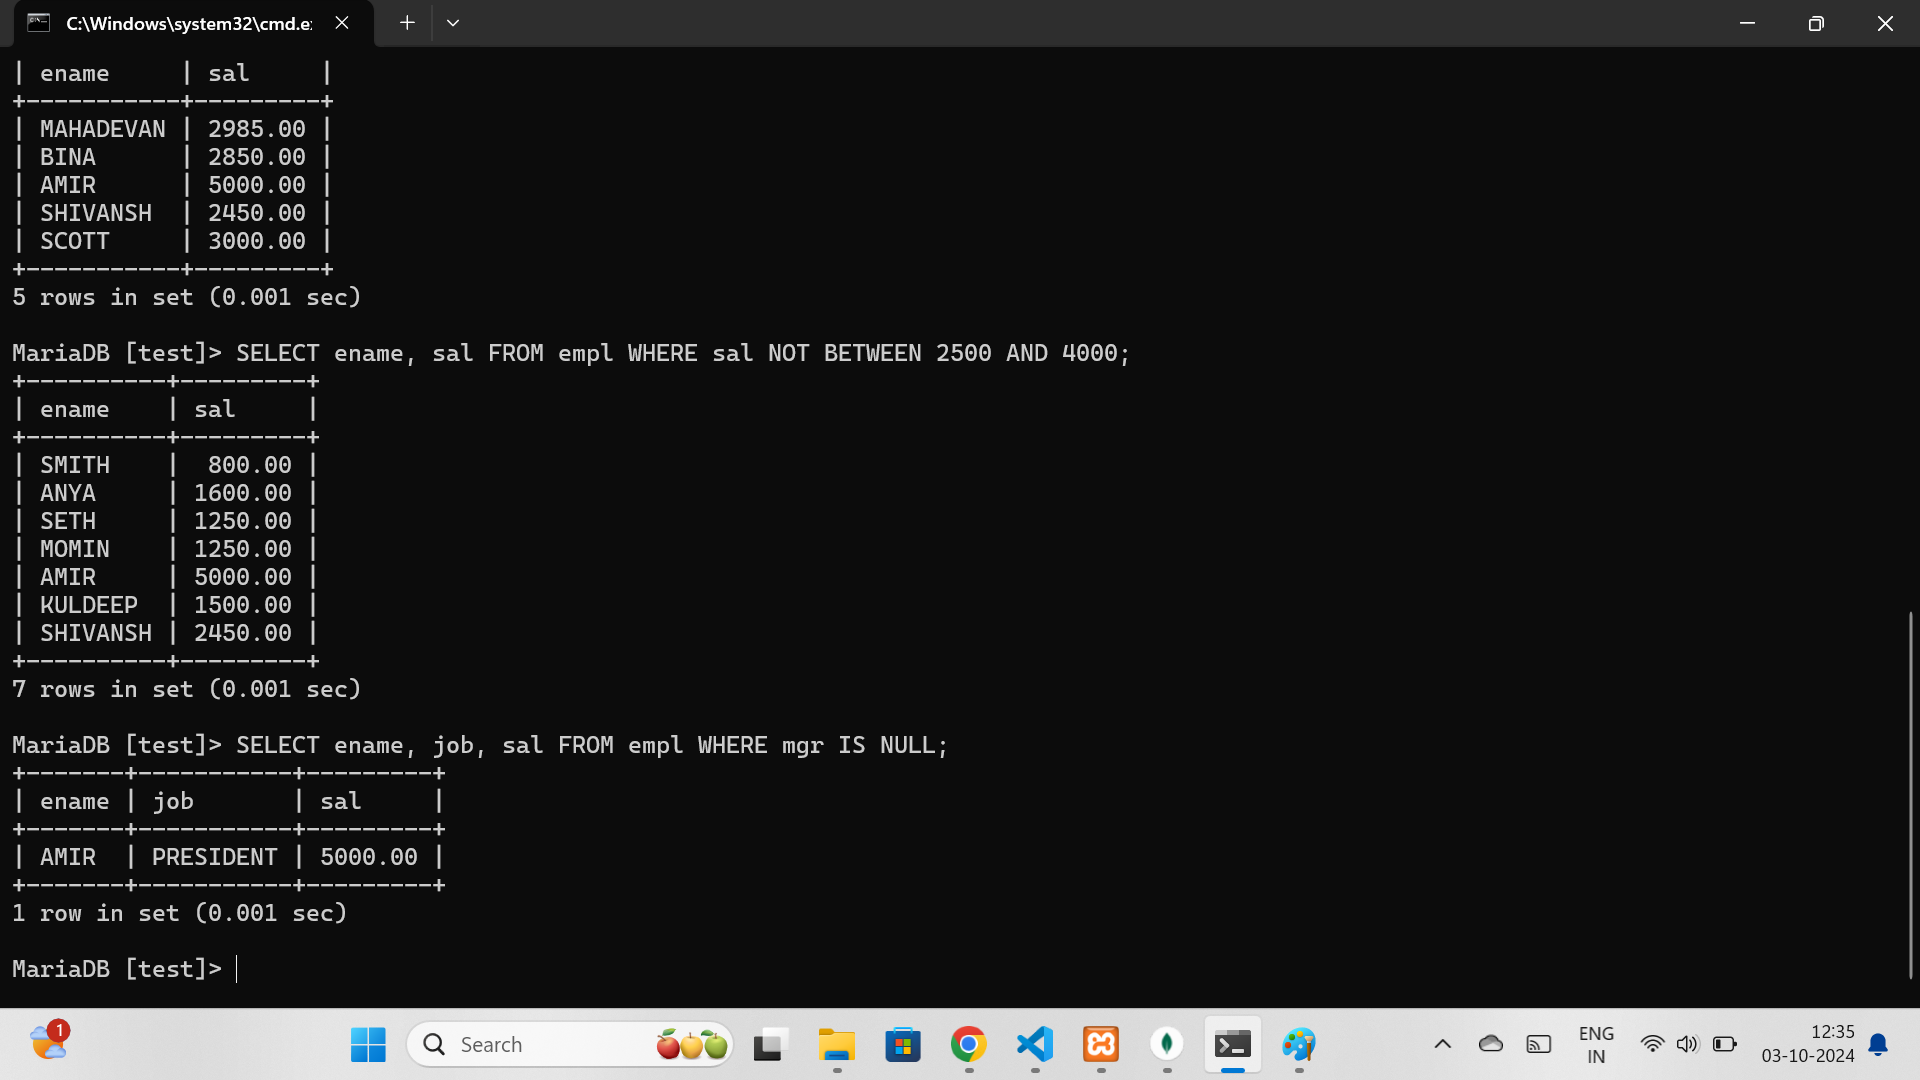 C:\Windows\system32\cmd.e
| ename     | sal     |
+-----------+---------+
| MAHADEVAN | 2985.00 |
| BINA      | 2850.00 |
| AMIR      | 5000.00 |
| SHIVANSH  | 2450.00 |
| SCOTT     | 3000.00 |
+-----------+---------+
5 rows in set (0.001 sec)
MariaDB [test]> SELECT ename, sal FROM empl WHERE sal NOT BETWEEN 2500 AND 4000;
+----------+---------+
| ename    | sal     |
+----------+---------+
| SMITH    |  800.00 |
| ANYA     | 1600.00 |
| SETH     | 1250.00 |
| MOMIN    | 1250.00 |
| AMIR     | 5000.00 |
| KULDEEP  | 1500.00 |
| SHIVANSH | 2450.00 |
+----------+---------+
7 rows in set (0.001 sec)
MariaDB [test]> SELECT ename, job, sal FROM empl WHERE mgr IS NULL;
+-------+-----------+---------+
| ename | job       | sal     |
+-------+-----------+---------+
| AMIR  | PRESIDENT | 5000.00 |
+-------+-----------+---------+
1 row in set (0.001 sec)
MariaDB [test]>
1
Search
ENG
IN
12:35
03-10-2024